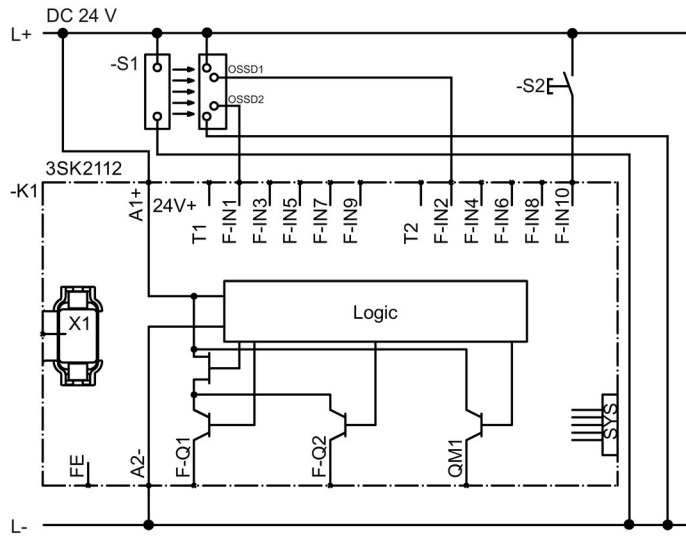 DC 24 V
L+
-S1
OSSD1
OSSD2
-S2
3SK2112
-K1
A1+
24V+
T1
F-IN1
F-IN3
F-IN5
F-IN7
F-IN9
T2
F-IN2
F-IN4
F-IN6
F-IN8
F-IN10
Logic
X1
SYS
FE
A2-
F-Q1
F-Q2
QM1
L-